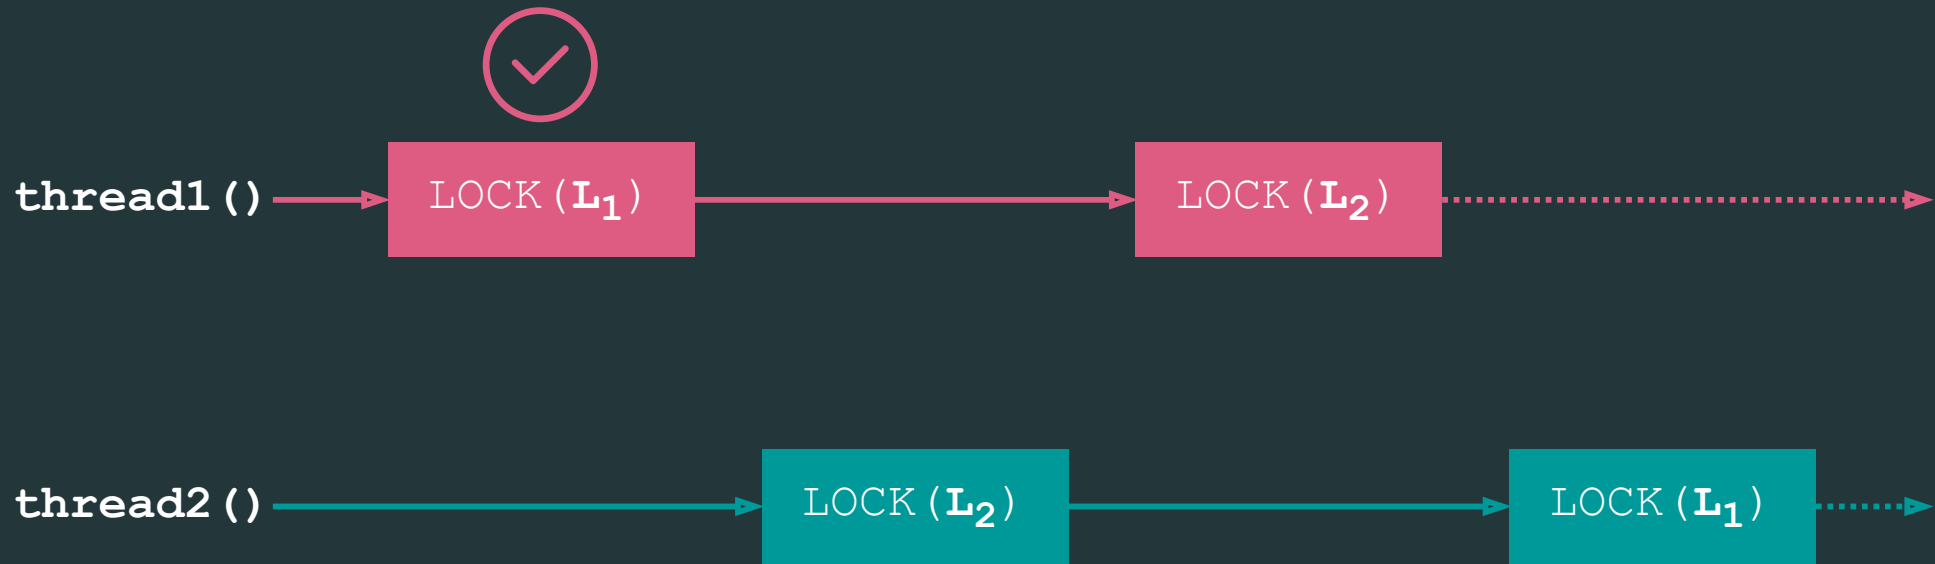 thread1() LOCK(L₁) LOCK(L₂)
thread2() LOCK(L₂) LOCK(L₁)